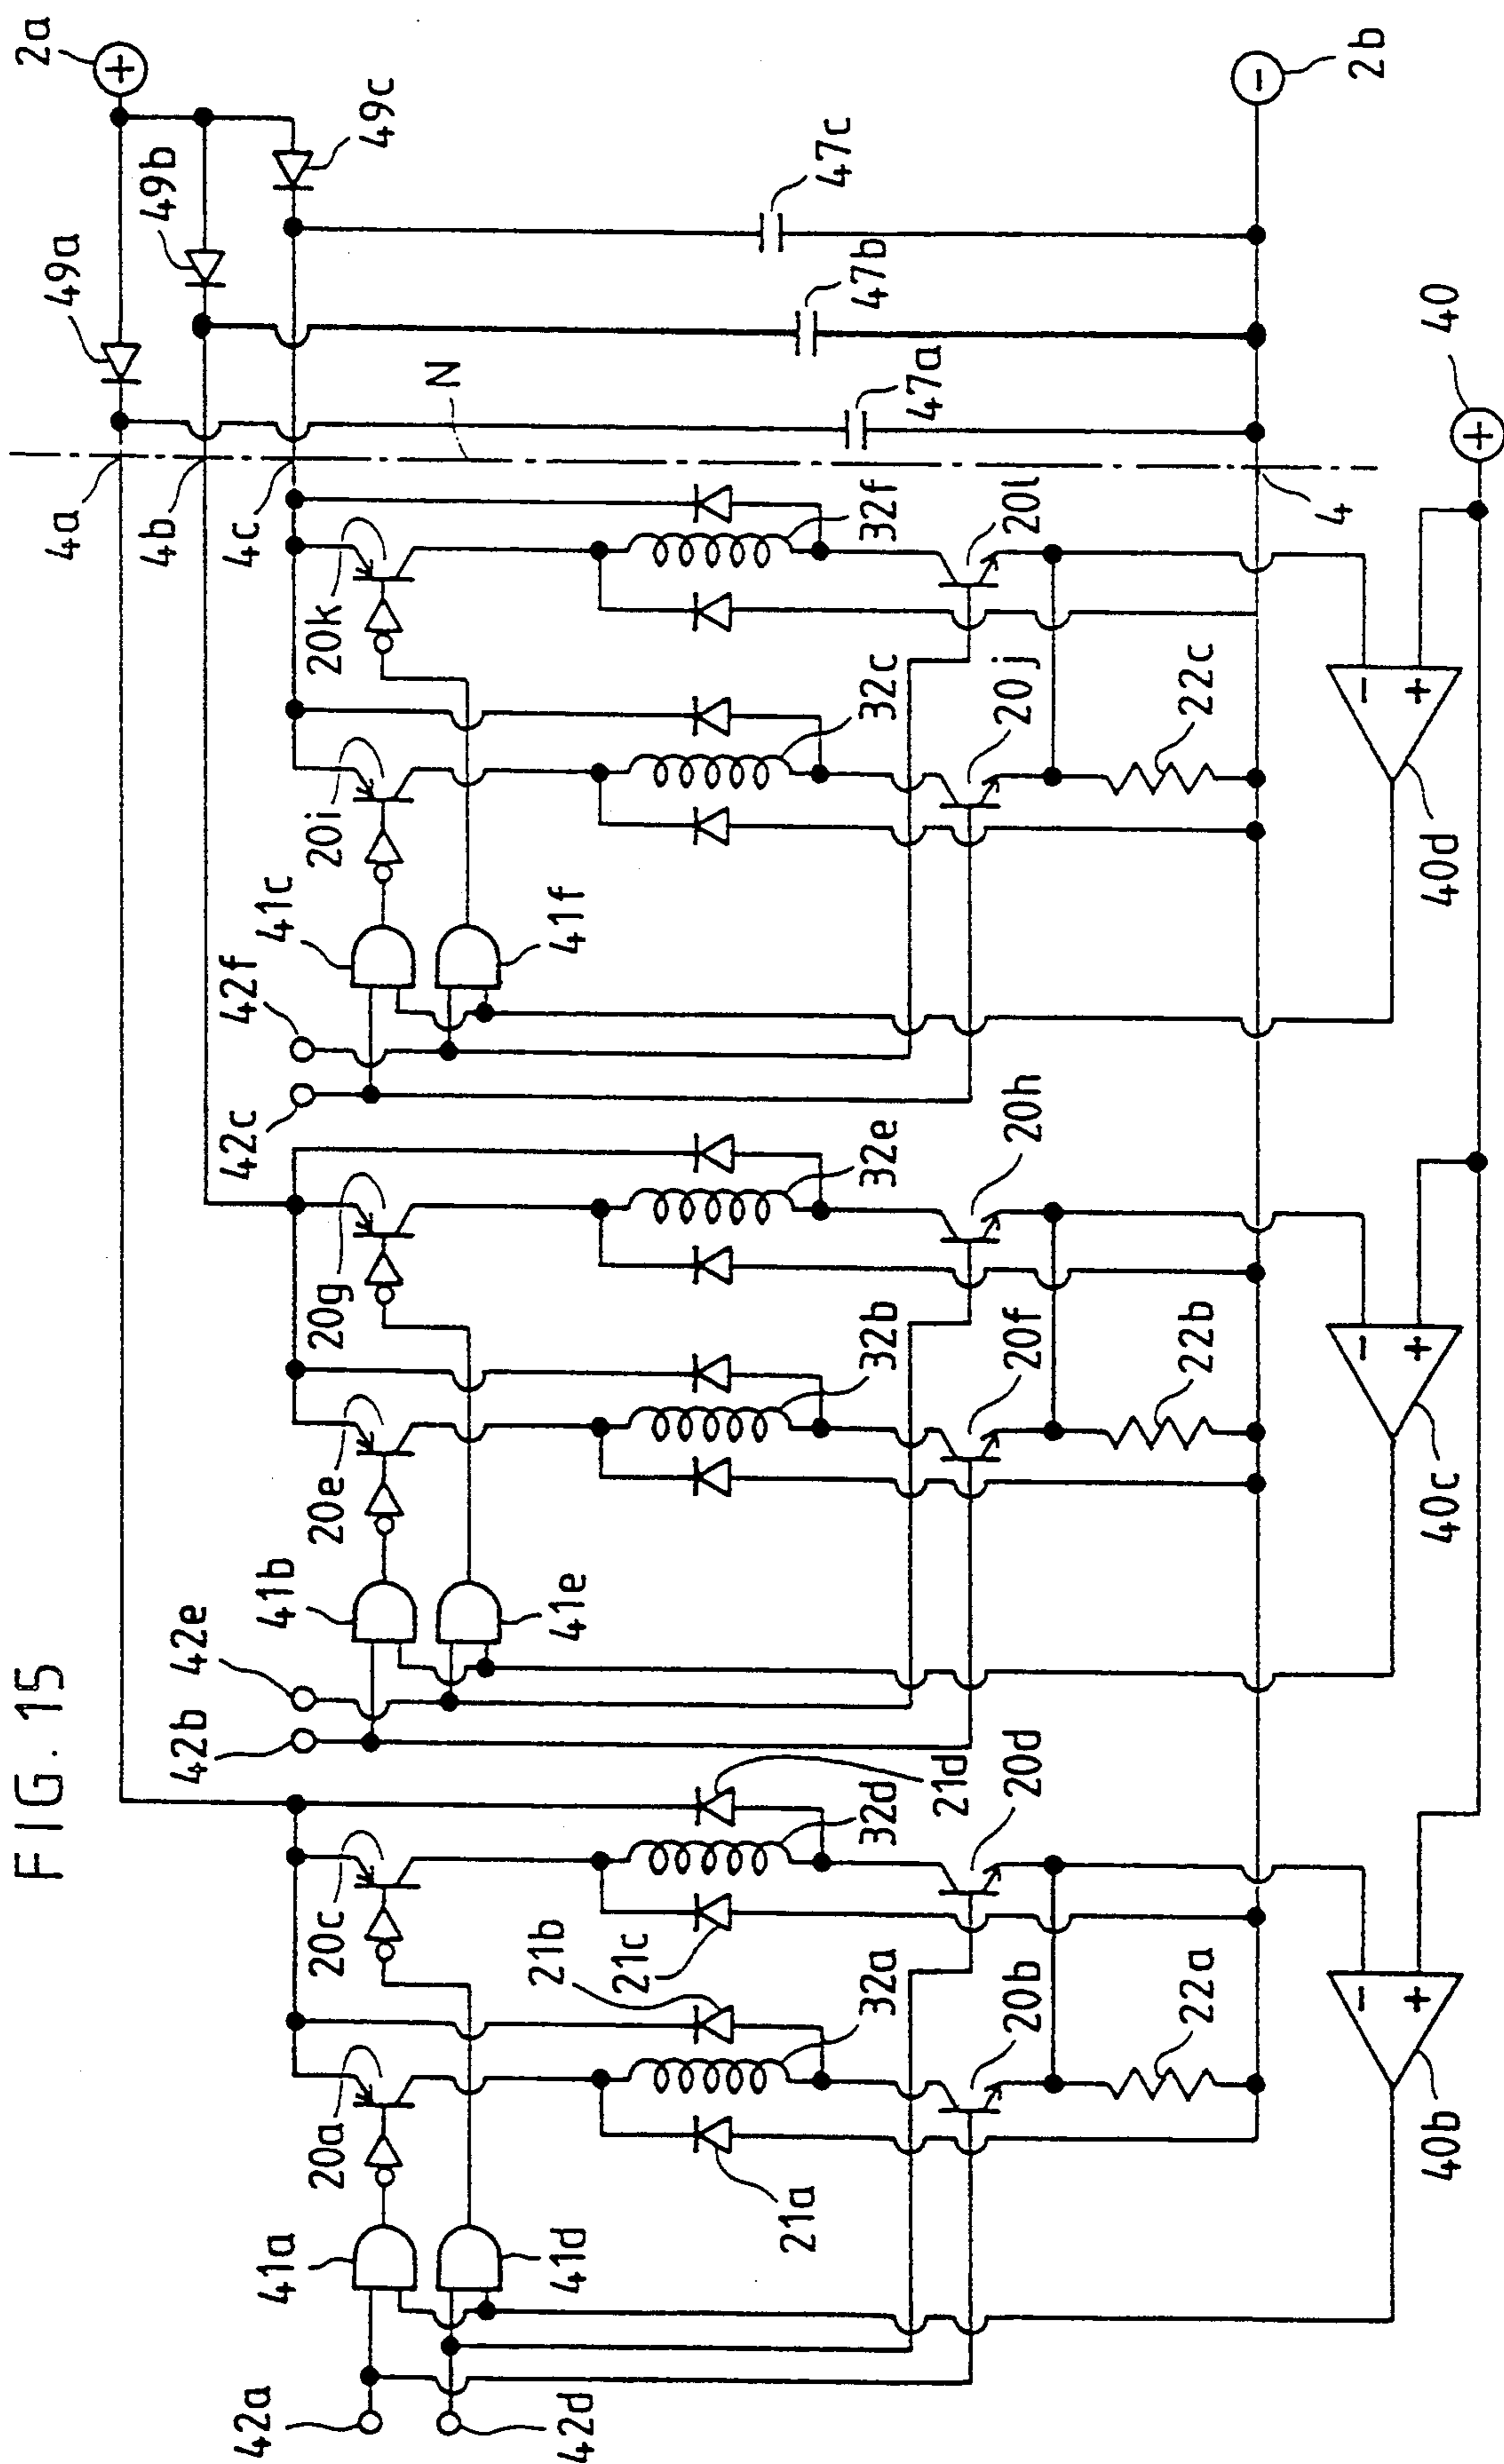 FIG. 15
2a
49c
49b
49a
4a
4b
4c
N
47c
47b
47a
2b
40
4
32f
20l
20k
32c
20j
20i
22c
40d
41c
41f
42f
42c
20h
32e
20g
32b
20f
22b
20e
40c
41b
41e
42e
42b
21d
32d
20d
20c
21b
21c
32a
20b
22a
20a
21a
40b
41a
41d
42a
42d
+
-
+
-
+
-
+
-
+